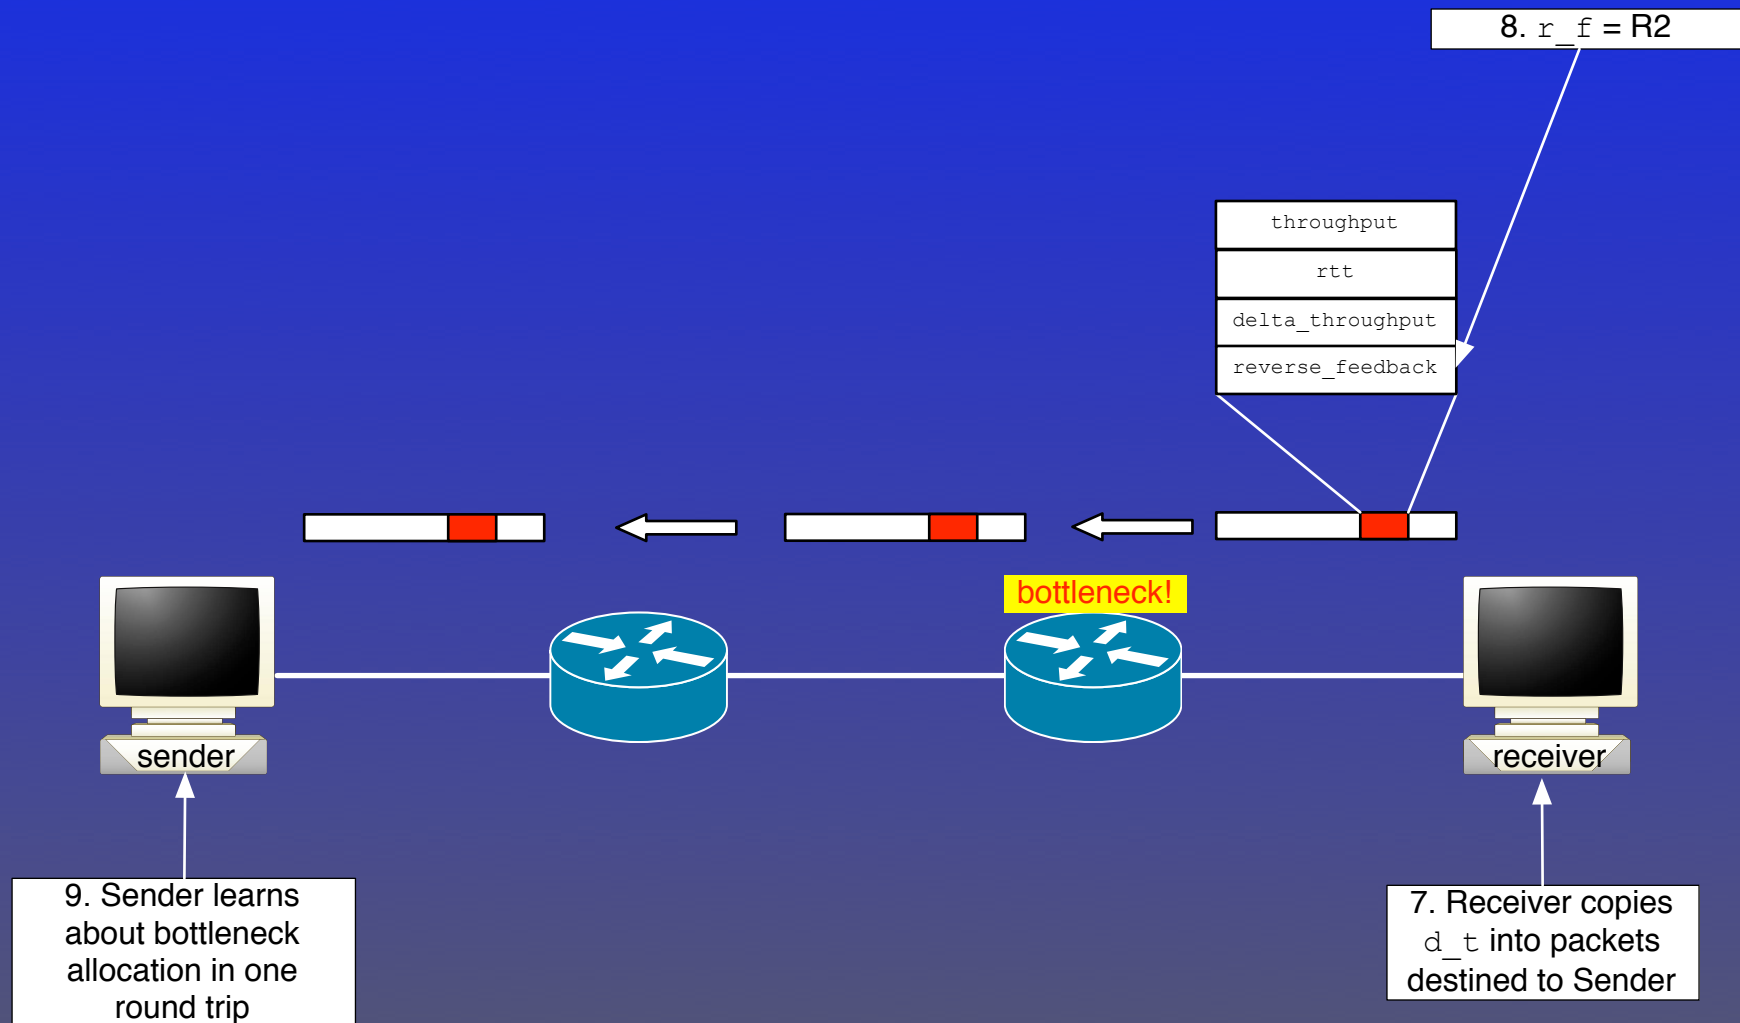 8. r_f = R2
throughput
rtt
delta_throughput
reverse_feedback
bottleneck!
sender
receiver
9. Sender learns
about bottleneck
allocation in one
round trip
7. Receiver copies
d_t into packets
destined to Sender